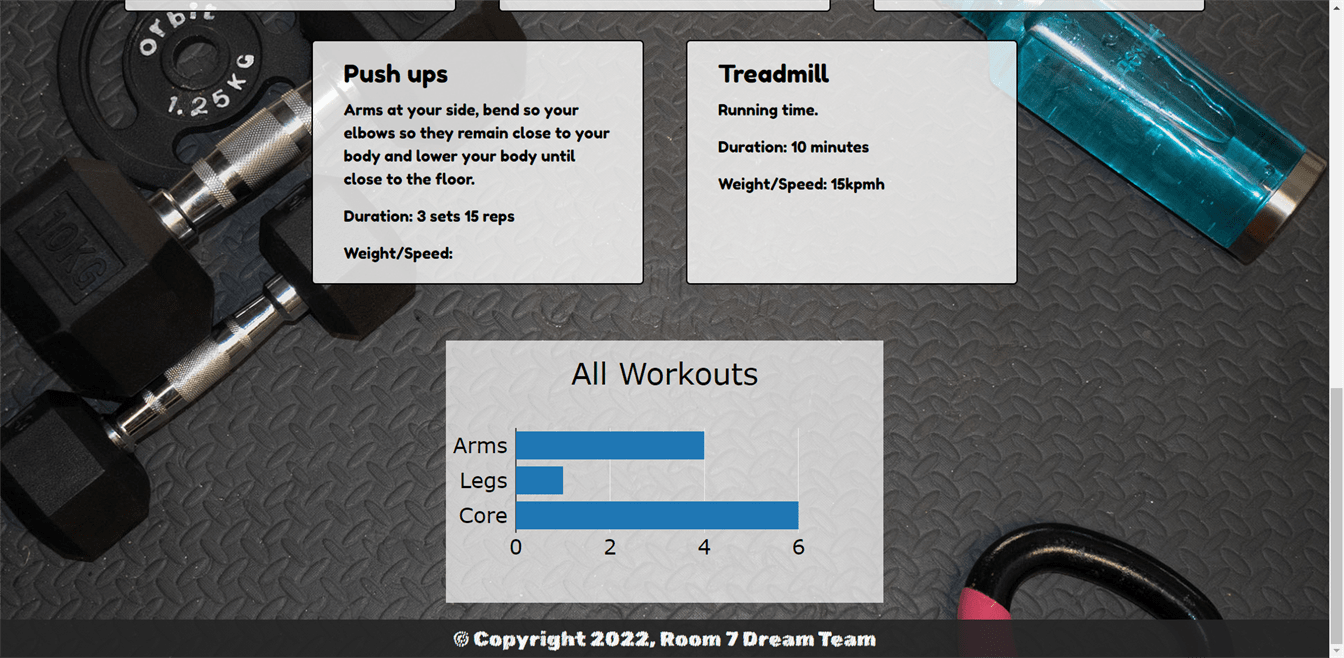 orbit
1.25KG
Push ups
Arms at your side, bend so your
elbows so they remain close to your
body and lower your body until
close to the floor.
Duration: 3 sets 15 reps
Weight/Speed:
Treadmill
Running time.
Duration: 10 minutes
Weight/Speed: 15kpmh
10KG
All Workouts
Arms
Legs
Core
0 2 4 6
© Copyright 2022, Room 7 Dream Team